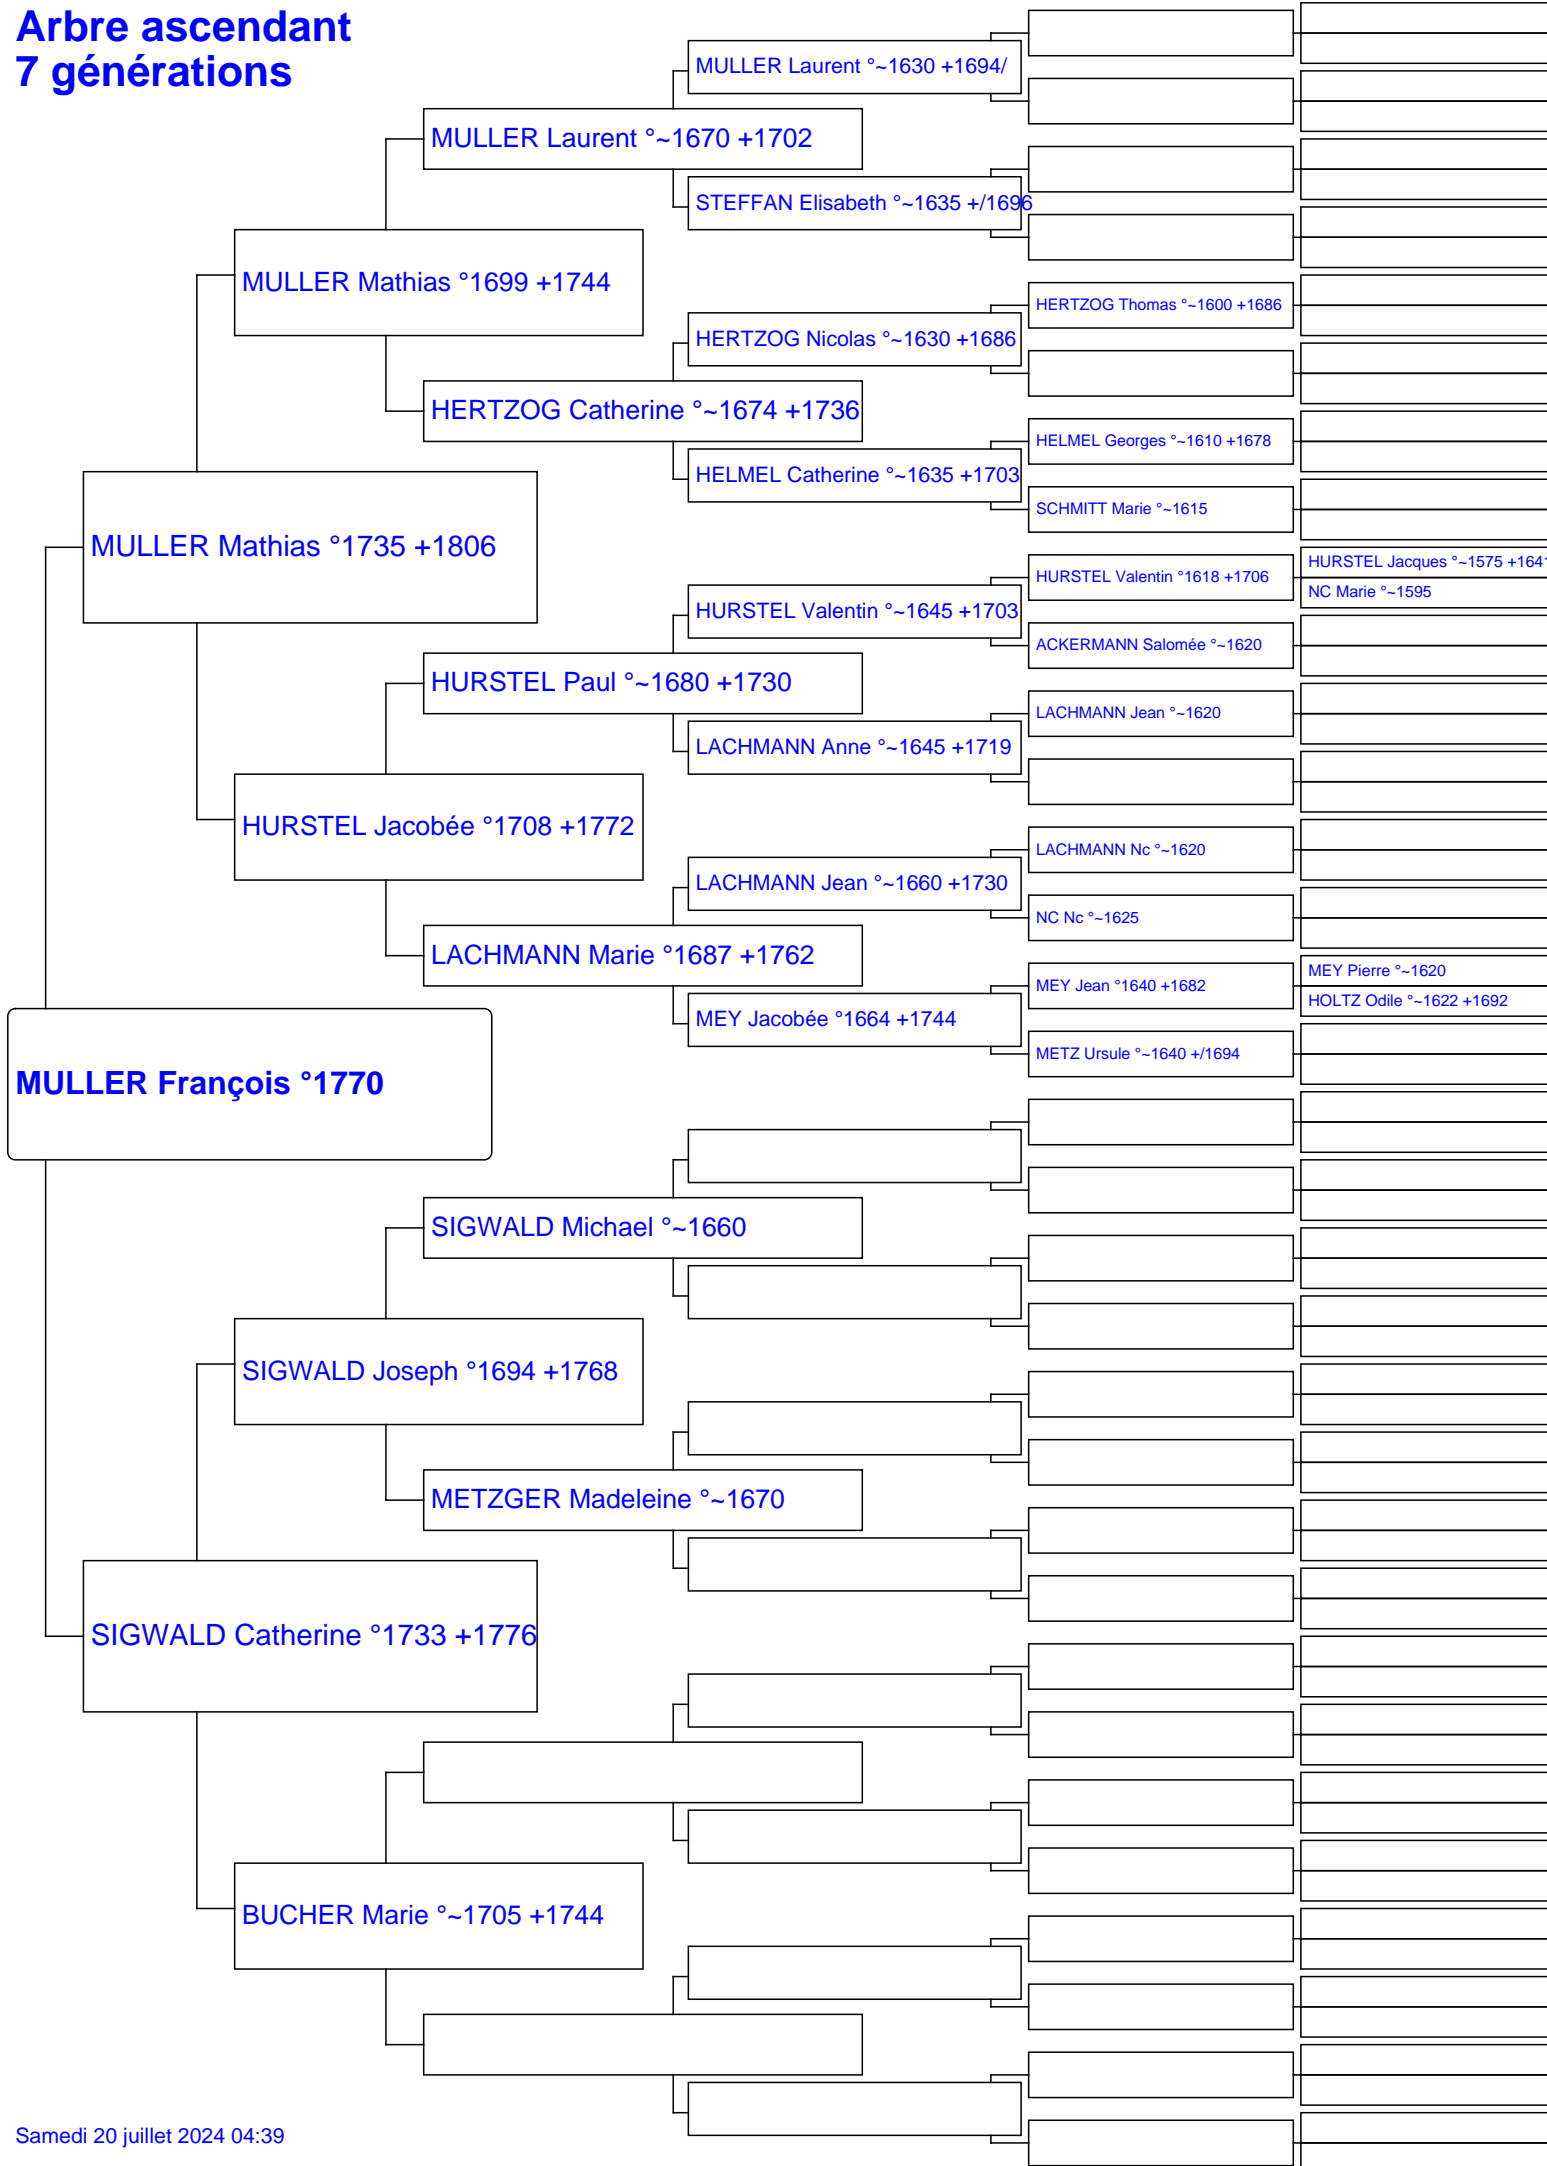 Arbre ascendant
7 générations
MULLER Laurent °~1630 +1694/
MULLER Laurent °~1670 +1702
STEFFAN Elisabeth °~1635 +/1696
MULLER Mathias °1699 +1744
HERTZOG Thomas °~1600 +1686
HERTZOG Nicolas °~1630 +1686
HERTZOG Catherine °~1674 +1736
HELMEL Georges °~1610 +1678
HELMEL Catherine °~1635 +1703
SCHMITT Marie °~1615
MULLER Mathias °1735 +1806
HURSTEL Jacques °~1575 +1641
HURSTEL Valentin °1618 +1706
NC Marie °~1595
HURSTEL Valentin °~1645 +1703
ACKERMANN Salomée °~1620
HURSTEL Paul °~1680 +1730
LACHMANN Jean °~1620
LACHMANN Anne °~1645 +1719
HURSTEL Jacobée °1708 +1772
LACHMANN Nc °~1620
LACHMANN Jean °~1660 +1730
NC Nc °~1625
LACHMANN Marie °1687 +1762
MEY Pierre °~1620
MEY Jean °1640 +1682
HOLTZ Odile °~1622 +1692
MEY Jacobée °1664 +1744
METZ Ursule °~1640 +/1694
MULLER François °1770
SIGWALD Michael °~1660
SIGWALD Joseph °1694 +1768
METZGER Madeleine °~1670
SIGWALD Catherine °1733 +1776
BUCHER Marie °~1705 +1744
Samedi 20 juillet 2024 04:39